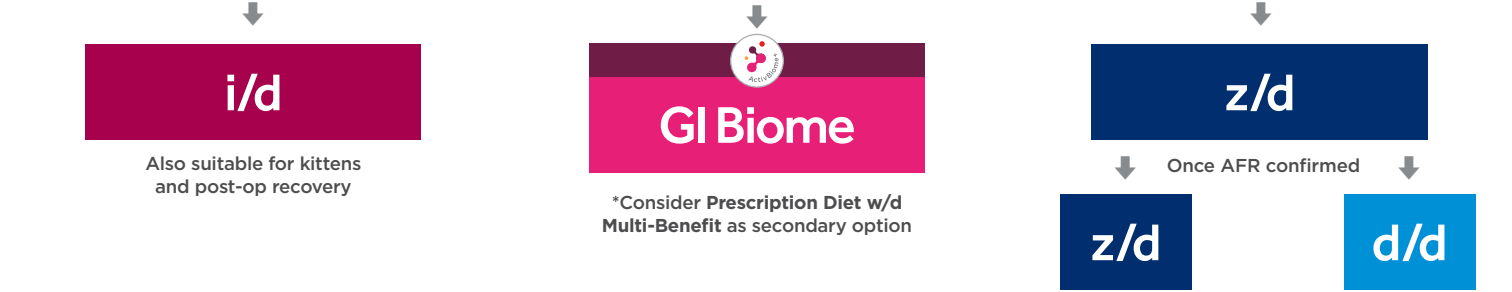 i/d
Also suitable for kittens
and post-op recovery
ActivBiome+
GI Biome
*Consider Prescription Diet w/d
Multi-Benefit as secondary option
z/d
Once AFR confirmed
z/d
d/d